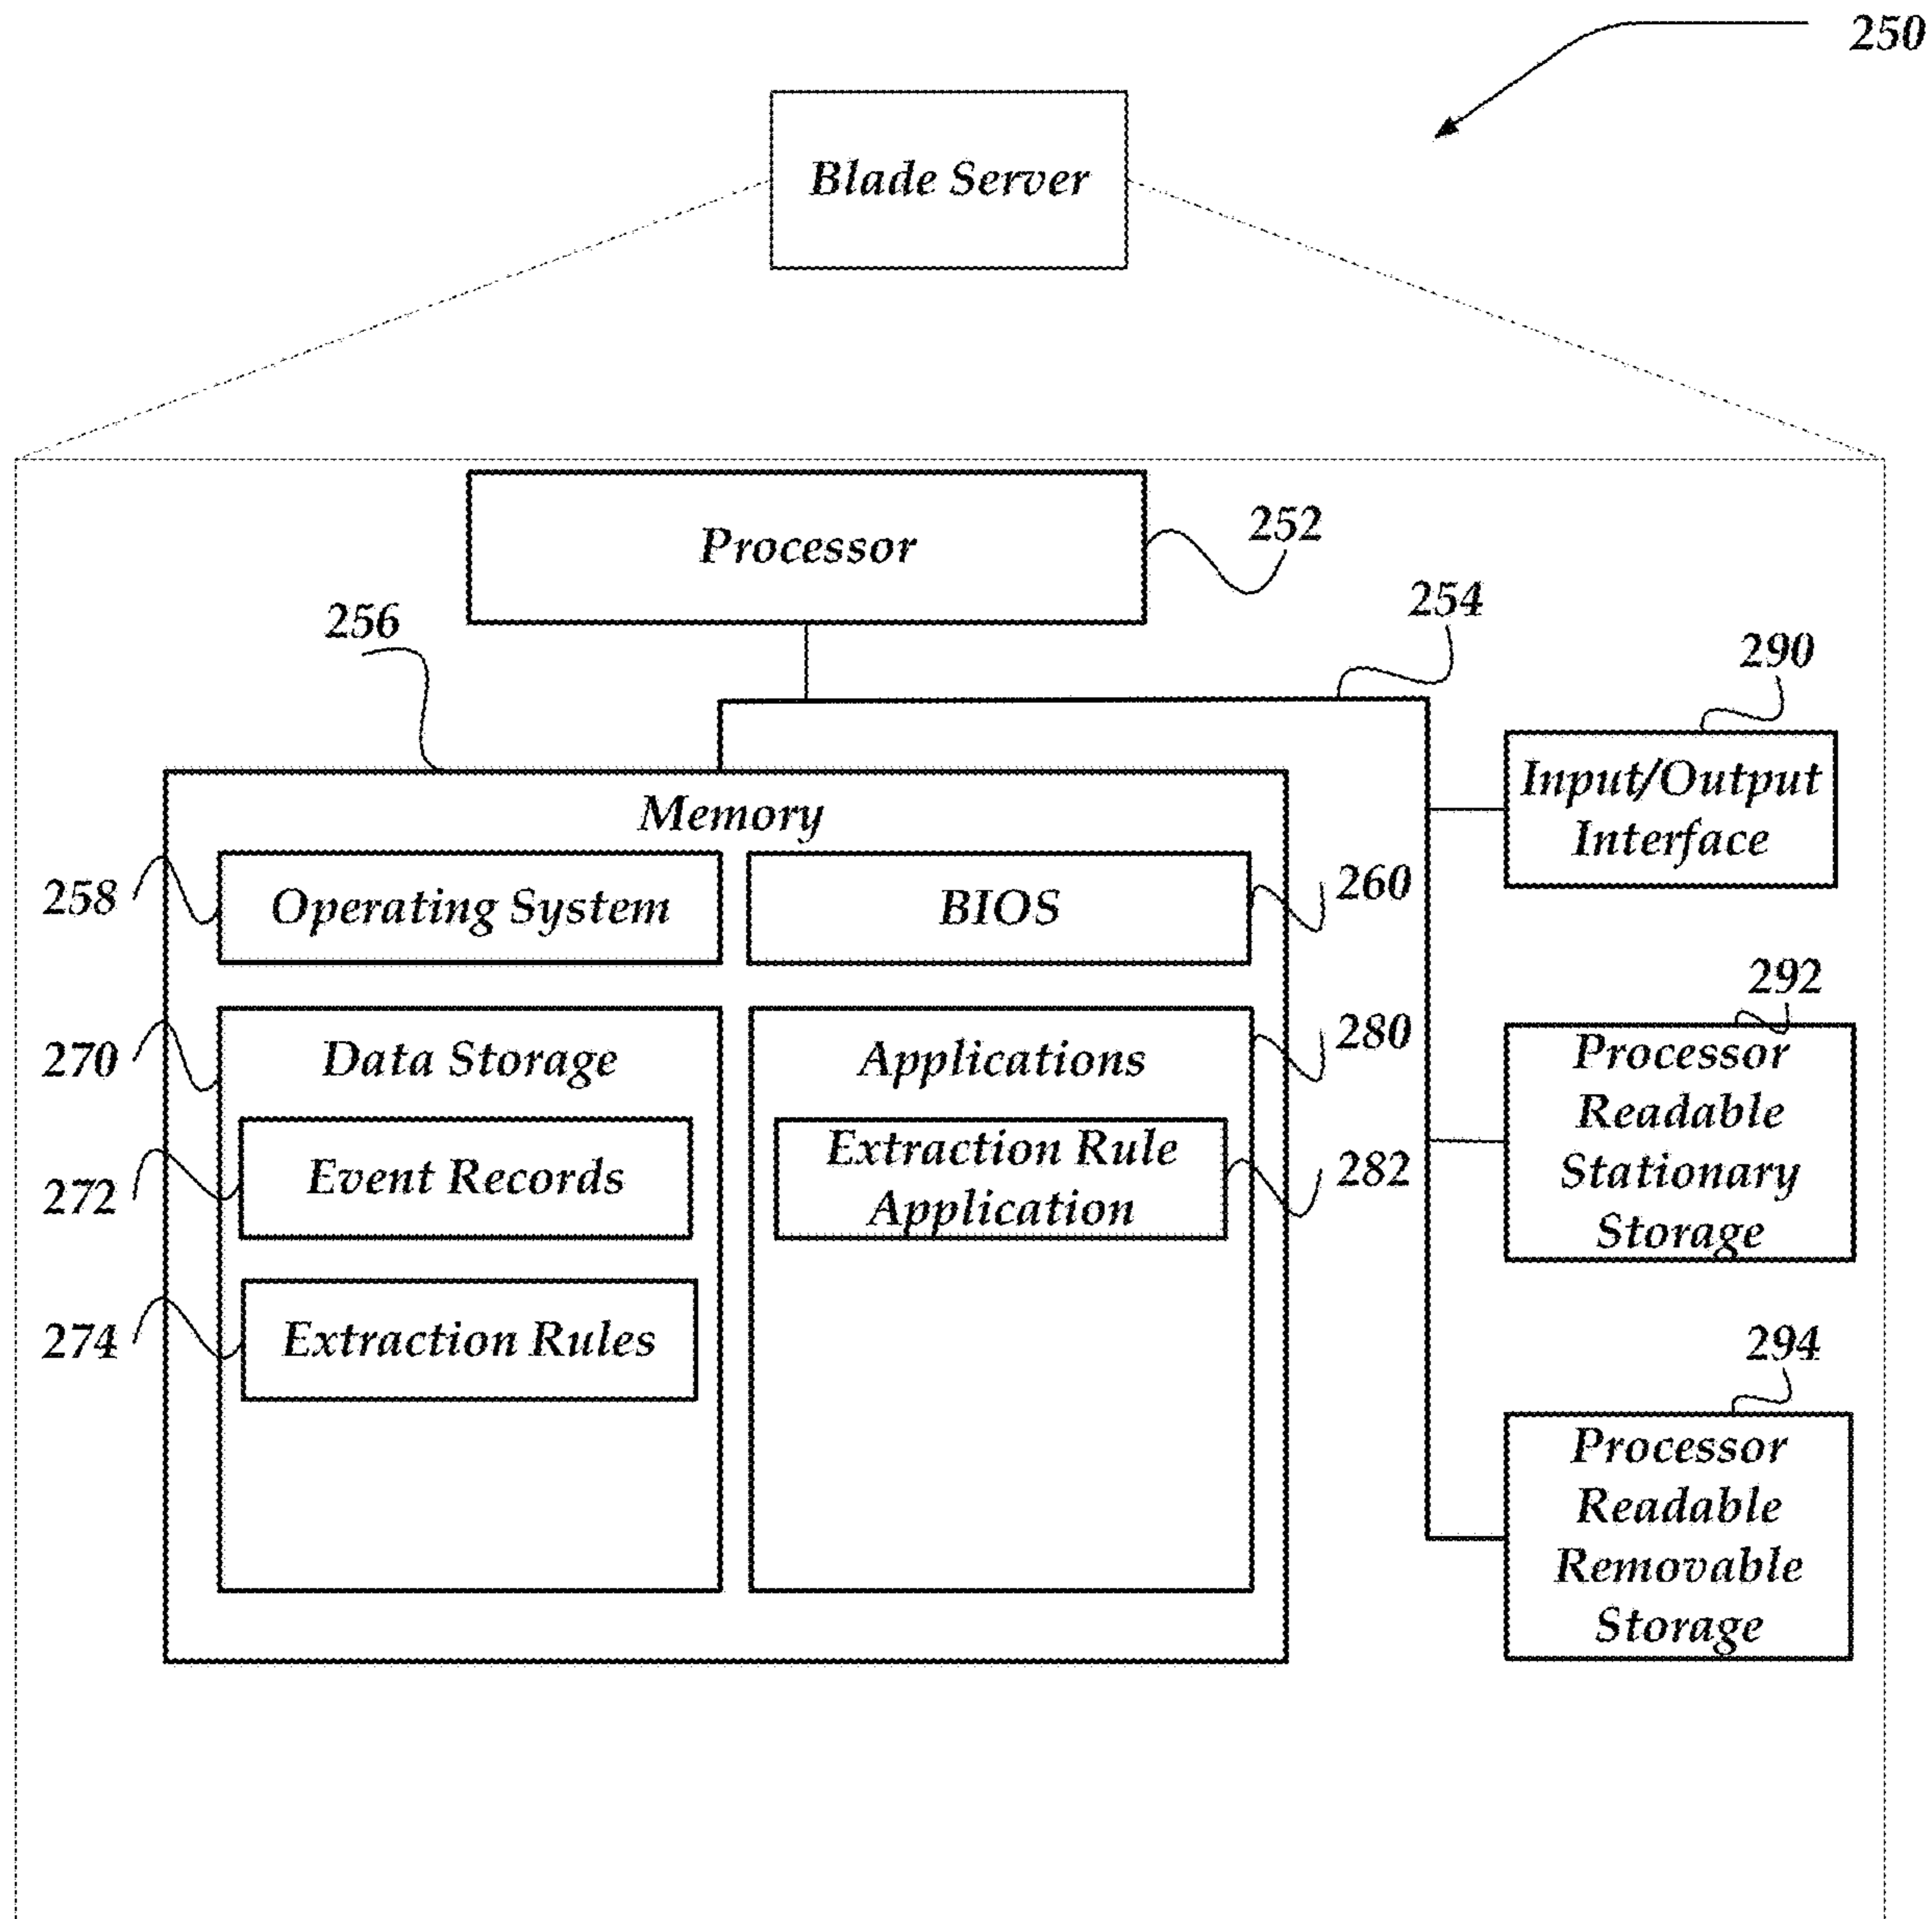 250
Blade Server
Processor
252
256
254
290
Input/Output
Interface
Memory
258
Operating System
BIOS
260
292
Processor
Readable
Stationary
Storage
270
Data Storage
Applications
280
272
Event Records
Extraction Rule
Application
282
274
Extraction Rules
294
Processor
Readable
Removable
Storage